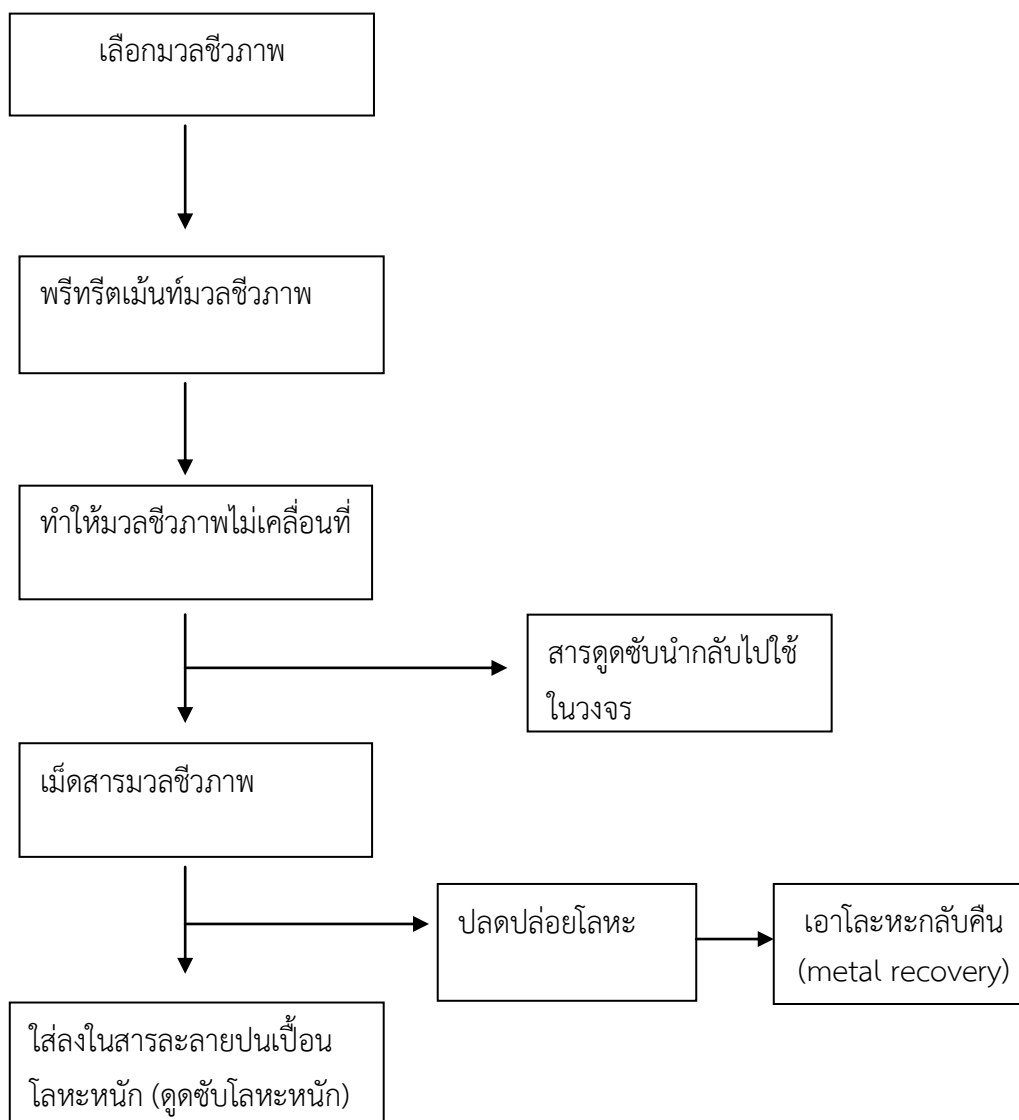 เลือกมวลชีวภาพ
พรีทรีตเม้นท์มวลชีวภาพ
ทำให้มวลชีวภาพไม่เคลื่อนที่
สารดูดซับนำกลับไปใช้
ในวงจร
เม็ดสารมวลชีวภาพ
ปลดปล่อยโลหะ
เอาโละหะกลับคืน
(metal recovery)
ใส่ลงในสารละลายปนเปื้อน
โลหะหนัก (ดูดซับโลหะหนัก)